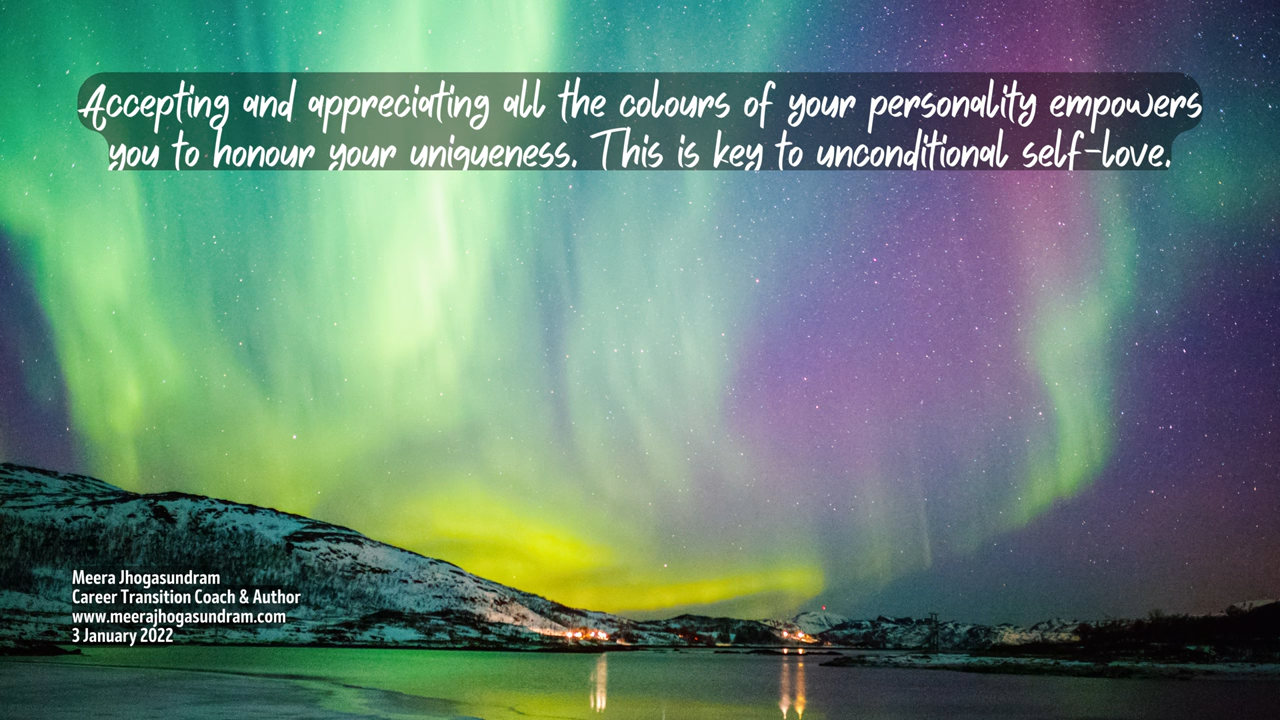 Accepting and appreciating all the colours of your personality empowers
you to honour your uniqueness. This is key to unconditional self-love.
Meera Jhogasundram
Career Transition Coach & Author
www.meerajhogasundram.com
3 January 2022